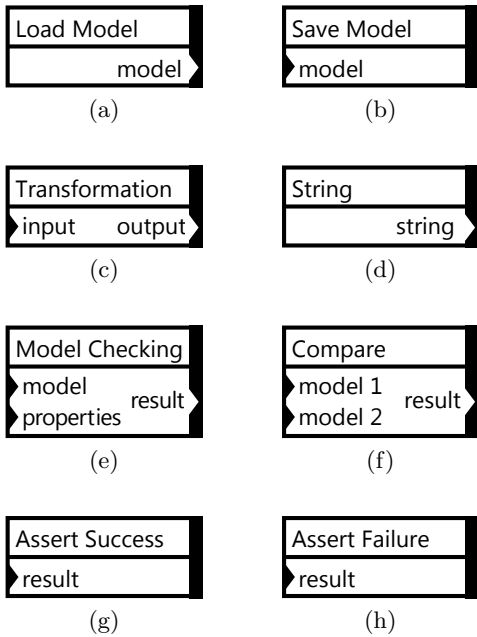 Load Model
model
(a)
Save Model
model
(b)
Transformation
input output
(c)
String
string
(d)
Model Checking
model
properties
result
(e)
Compare
model 1
model 2
result
(f)
Assert Success
result
(g)
Assert Failure
result
(h)